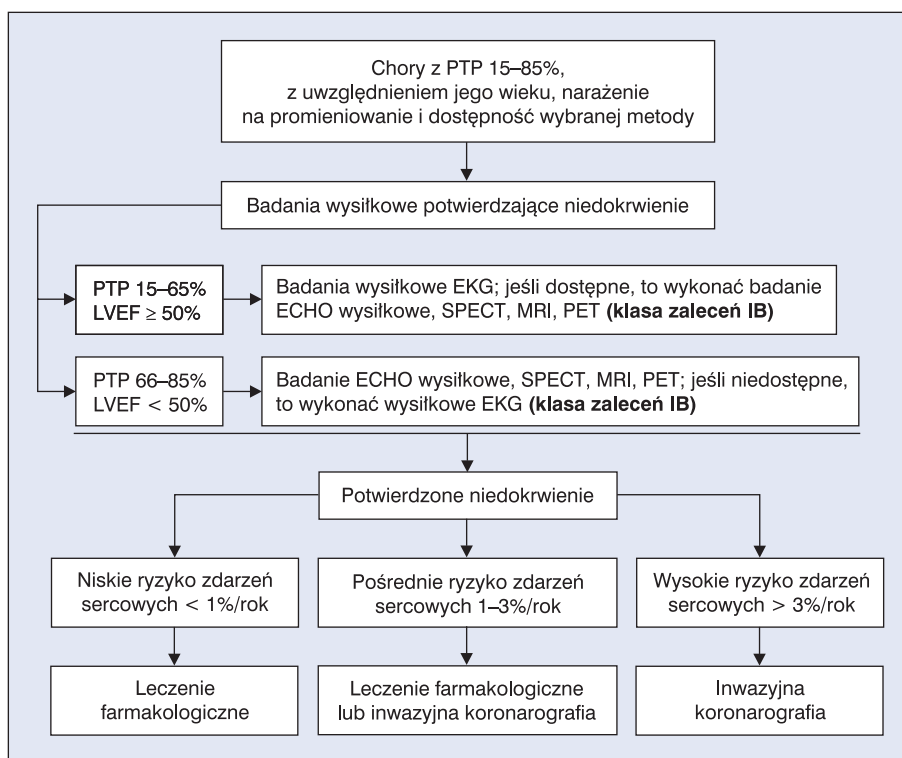 Chory z PTP 15–85%,
z uwzględnieniem jego wieku, narażenie
na promieniowanie i dostępność wybranej metody
Badania wysiłkowe potwierdzające niedokrwienie
PTP 15–65%
LVEF ≥ 50%
Badania wysiłkowe EKG; jeśli dostępne, to wykonać badanie
ECHO wysiłkowe, SPECT, MRI, PET (klasa zaleceń IB)
PTP 66–85%
LVEF < 50%
Badanie ECHO wysiłkowe, SPECT, MRI, PET; jeśli niedostępne,
to wykonać wysiłkowe EKG (klasa zaleceń IB)
Potwierdzone niedokrwienie
Niskie ryzyko zdarzeń
sercowych < 1%/rok
Pośrednie ryzyko zdarzeń
sercowych 1–3%/rok
Wysokie ryzyko zdarzeń
sercowych > 3%/rok
Leczenie
farmakologiczne
Leczenie farmakologiczne
lub inwazyjna koronarografia
Inwazyjna
koronarografia